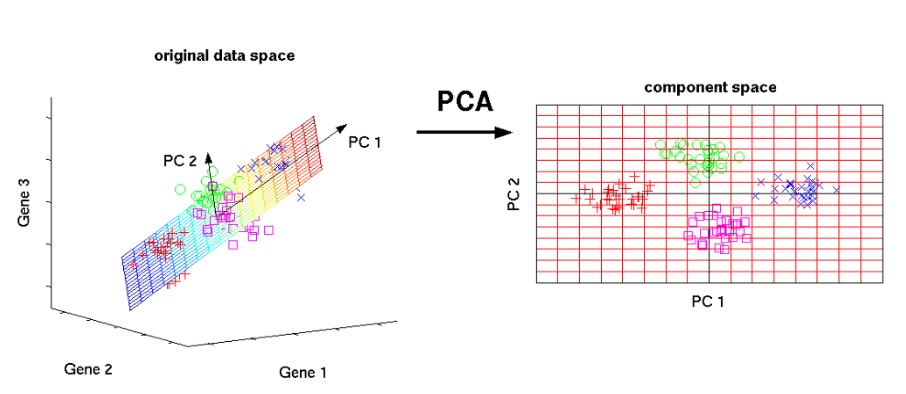 original data space
component space
PCA
PC 1
PC 2
Gene 3
PC 2
PC 1
Gene 2
Gene 1